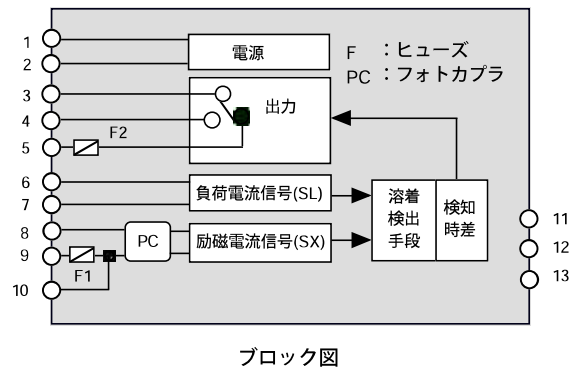 1
電源
F ：ヒューズ
2
PC ：フォトカプラ
3
出力
4
F2
5
6
負荷電流信号(SL)
7
溶着
検出
手段
検知
時差
8
PC
励磁電流信号(SX)
9
F1
10
11
12
13
ブロック図